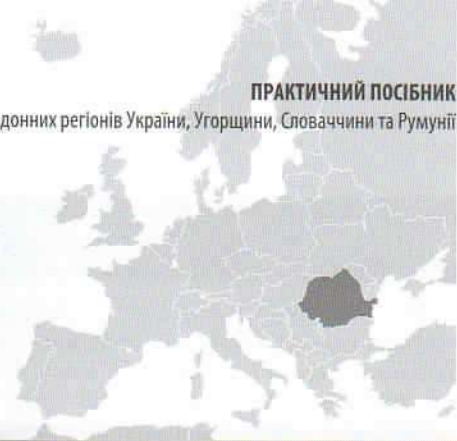 ПРАКТИЧНИЙ ПОСІБНИК
донних регіонів України, Угорщини, Словаччини та Румунії